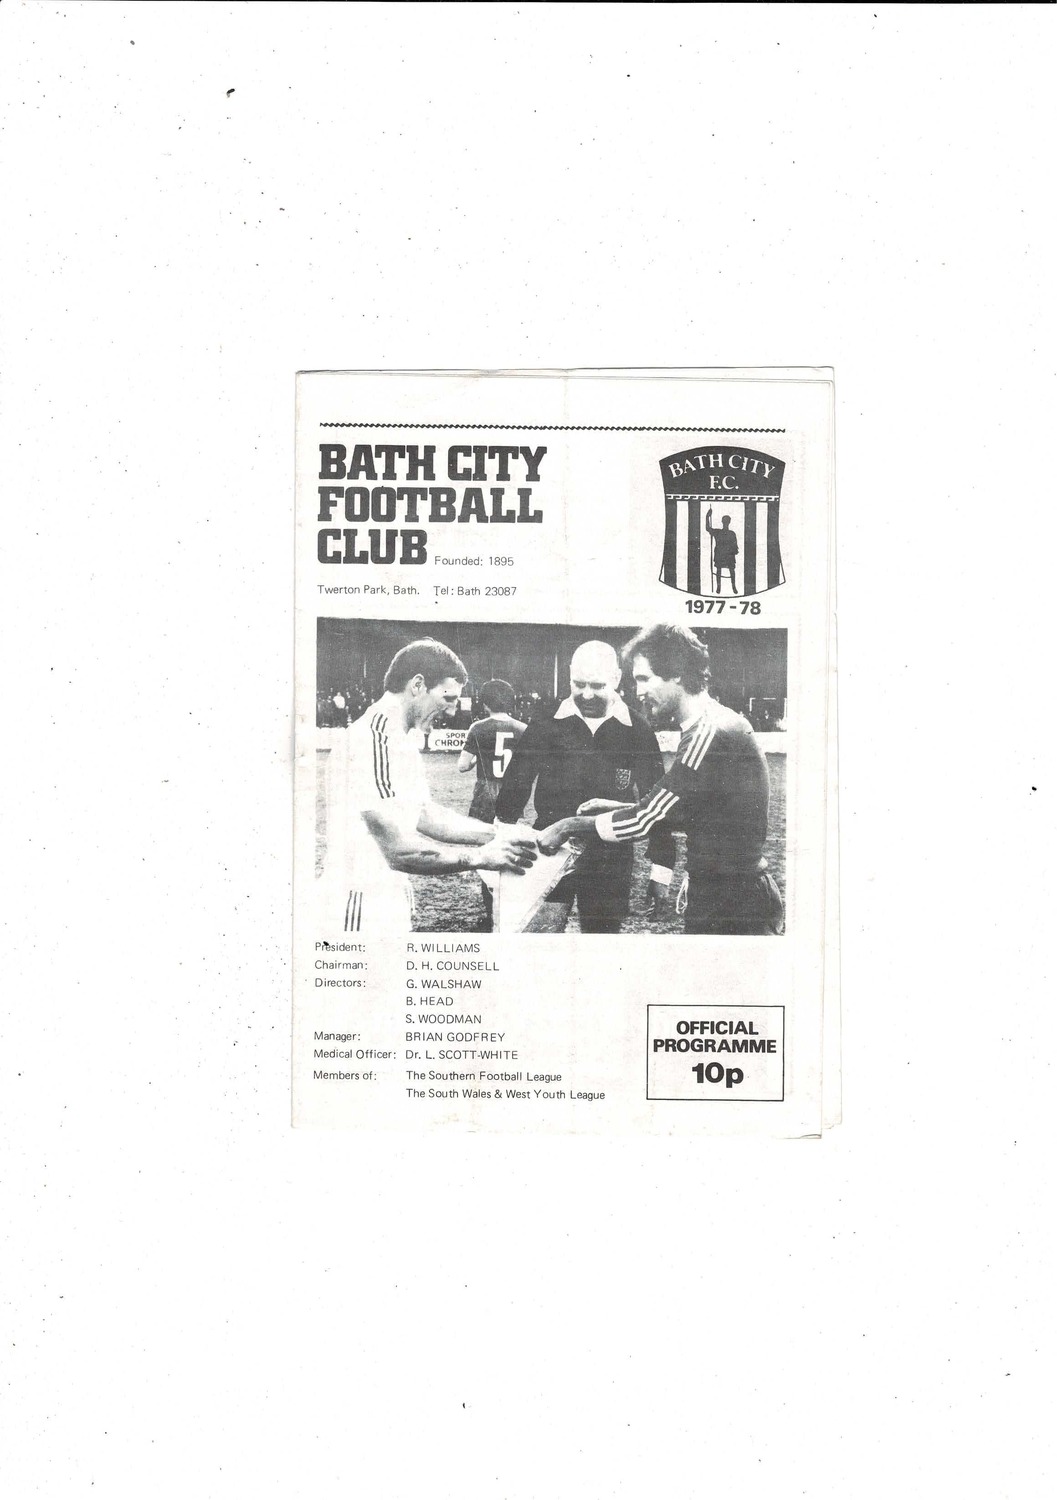 BATH CITY
FOOTBALL
CLUB
Founded: 1895
Twerton Park, Bath. Tel: Bath 23087
BATH CITY
F.C.
1977-78
SPOR
CHROM
5
President: R. WILLIAMS
Chairman: D. H. COUNSELL
Directors: G. WALSHAW
B. HEAD
S. WOODMAN
Manager: BRIAN GODFREY
Medical Officer: Dr. L. SCOTT-WHITE
Members of: The Southern Football League
The South Wales & West Youth League
OFFICIAL
PROGRAMME
10p